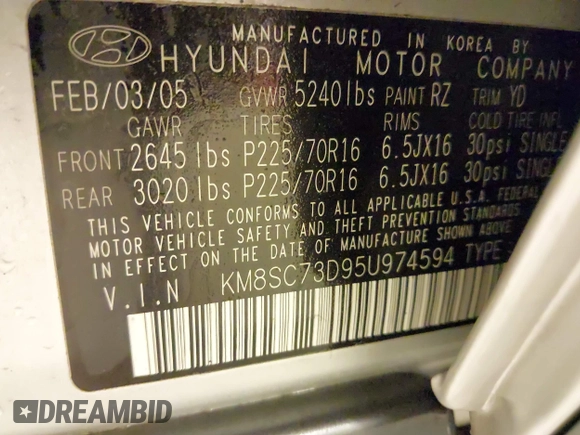 MANUFACTURED IN KOREA BY
HYUNDAI MOTOR COMPANY
FEB/03/05 GVWR 5240lbs PAINT RZ TRIM YD
GAWR TIRES RIMS COLD TIRE INFL
FRONT 2645lbs P225/70R16 6.5JX16 30psi SINGLE
REAR 3020lbs P225/70R16 6.5JX16 30psi SINGLE
THIS VEHICLE CONFORMS TO ALL APPLICABLE U.S.A. FEDERAL
MOTOR VEHICLE SAFETY AND THEFT PREVENTION STANDARDS
IN EFFECT ON THE DATE OF MANUFACTURE SHOWN ABOVE
V.I.N KM8SC73D95U974594 TYPE
DREAMBID